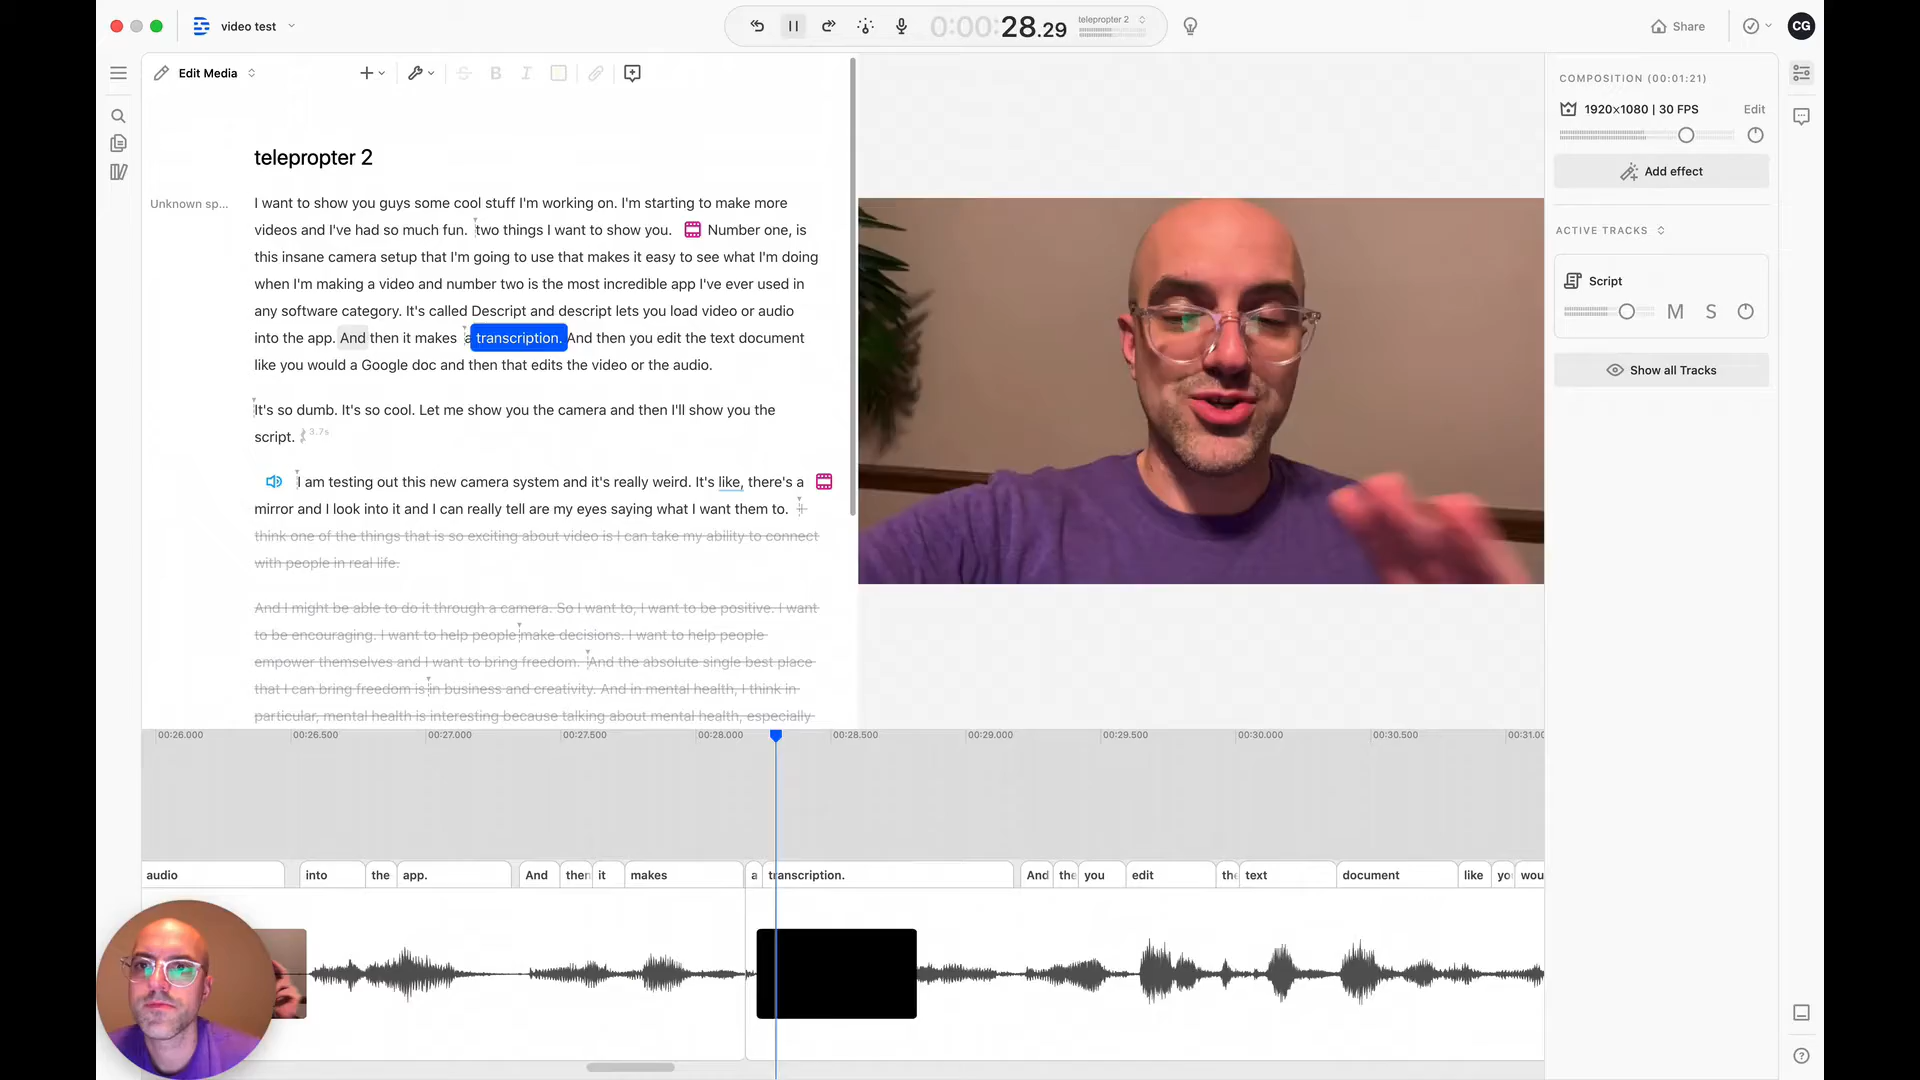 video test
0:00:28.29
telepropter 2
Share
CG
Edit Media
S B I
telepropter 2
Unknown sp...
I want to show you guys some cool stuff I'm working on. I'm starting to make more
videos and I've had so much fun. two things I want to show you. Number one, is
this insane camera setup that I'm going to use that makes it easy to see what I'm doing
when I'm making a video and number two is the most incredible app I've ever used in
any software category. It's called Descript and descript lets you load video or audio
into the app. And then it makes a transcription. And then you edit the text document
like you would a Google doc and then that edits the video or the audio.
It's so dumb. It's so cool. Let me show you the camera and then I'll show you the
script. 3.7s
I am testing out this new camera system and it's really weird. It's like, there's a
mirror and I look into it and I can really tell are my eyes saying what I want them to. I
think one of the things that is so exciting about video is I can take my ability to connect
with people in real life.
And I might be able to do it through a camera. So I want to, I want to be positive. I want
to be encouraging. I want to help people make decisions. I want to help people
empower themselves and I want to bring freedom. And the absolute single best place
that I can bring freedom is in business and creativity. And in mental health, I think in
particular, mental health is interesting because talking about mental health, especially
COMPOSITION (00:01:21)
1920x1080 | 30 FPS Edit
Add effect
ACTIVE TRACKS
Script
M S
Show all Tracks
00:26.000 00:26.500 00:27.000 00:27.500 00:28.000 00:28.500 00:29.000 00:29.500 00:30.000 00:30.500 00:31.00
audio into the app. And then it makes a transcription. And the you edit the text document like yo wou